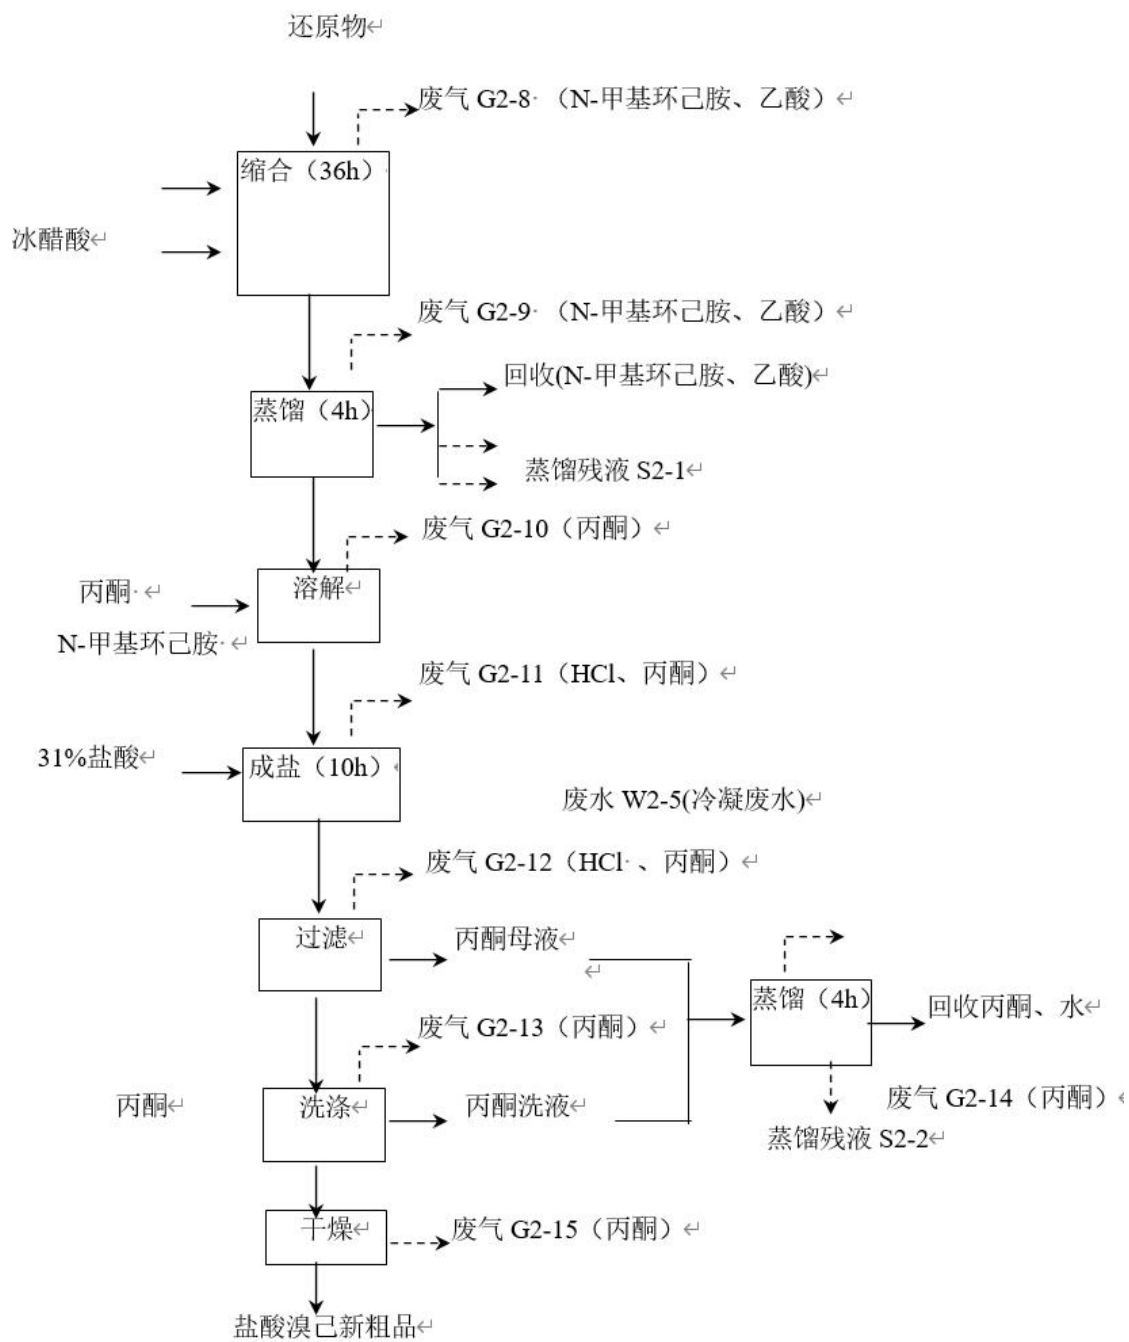 还原物
废气 G2-8 （N-甲基环己胺、乙酸）
缩合（36h）
冰醋酸
废气 G2-9 （N-甲基环己胺、乙酸）
回收(N-甲基环己胺、乙酸)
蒸馏（4h）
蒸馏残液 S2-1
废气 G2-10（丙酮）
溶解
丙酮
N-甲基环己胺
废气 G2-11（HCl、丙酮）
31%盐酸
成盐（10h）
废水 W2-5(冷凝废水)
废气 G2-12（HCl 、丙酮）
过滤
丙酮母液
蒸馏（4h）
回收丙酮、水
废气 G2-13（丙酮）
丙酮
洗涤
丙酮洗液
废气 G2-14（丙酮）
蒸馏残液 S2-2
干燥
废气 G2-15（丙酮）
盐酸溴己新粗品